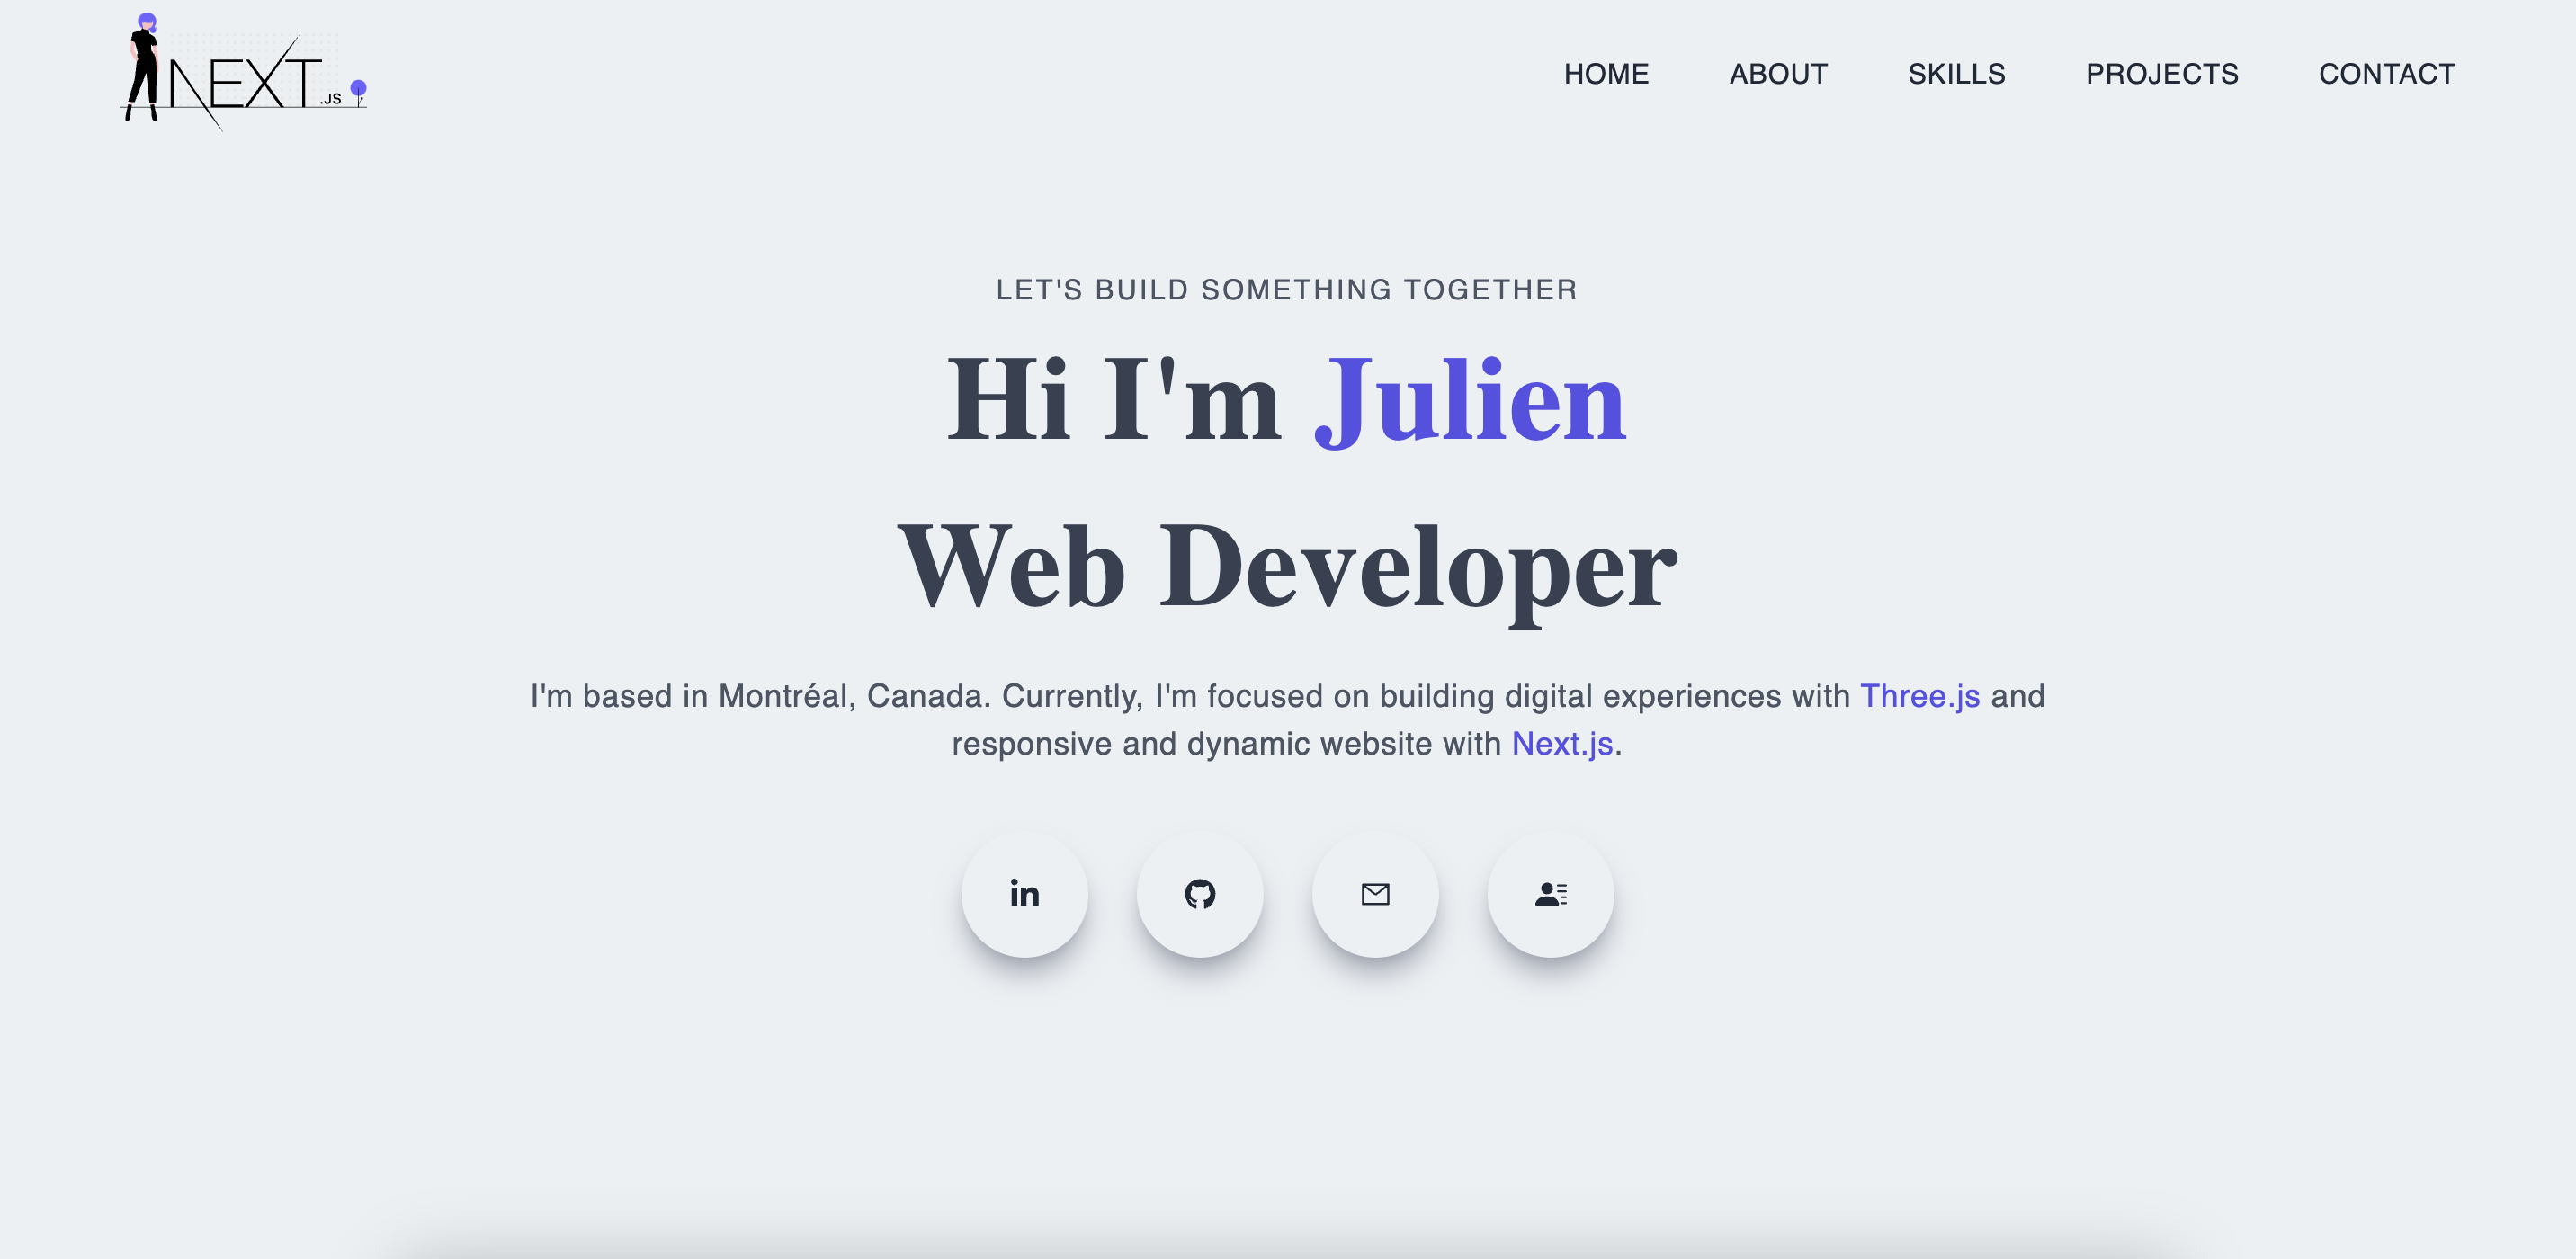 NEXT.JS
HOME ABOUT SKILLS PROJECTS CONTACT
LET'S BUILD SOMETHING TOGETHER
Hi I'm Julien
Web Developer
I'm based in Montréal, Canada. Currently, I'm focused on building digital experiences with Three.js and
responsive and dynamic website with Next.js.
in